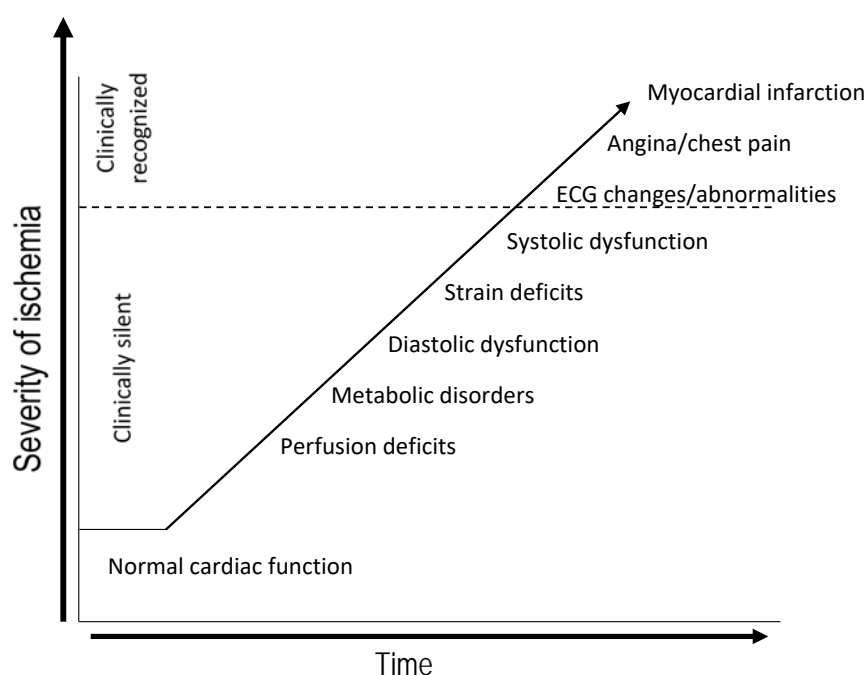 Severity of ischemia
Clinically
recognized
Clinically silent
Myocardial infarction
Angina/chest pain
ECG changes/abnormalities
Systolic dysfunction
Strain deficits
Diastolic dysfunction
Metabolic disorders
Perfusion deficits
Normal cardiac function
Time